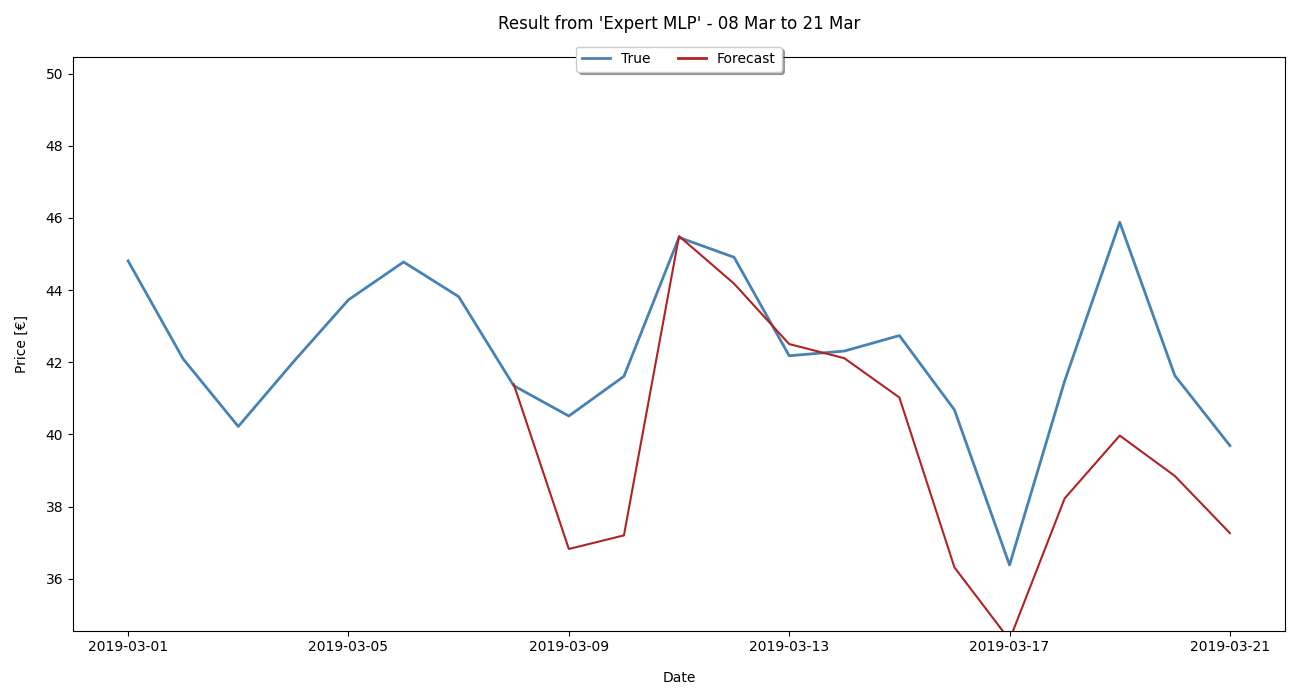 Result from 'Expert MLP' - 08 Mar to 21 Mar
True Forecast
50
48
46
44
42
40
38
36
Price [€]
2019-03-01 2019-03-05 2019-03-09 2019-03-13 2019-03-17 2019-03-21
Date